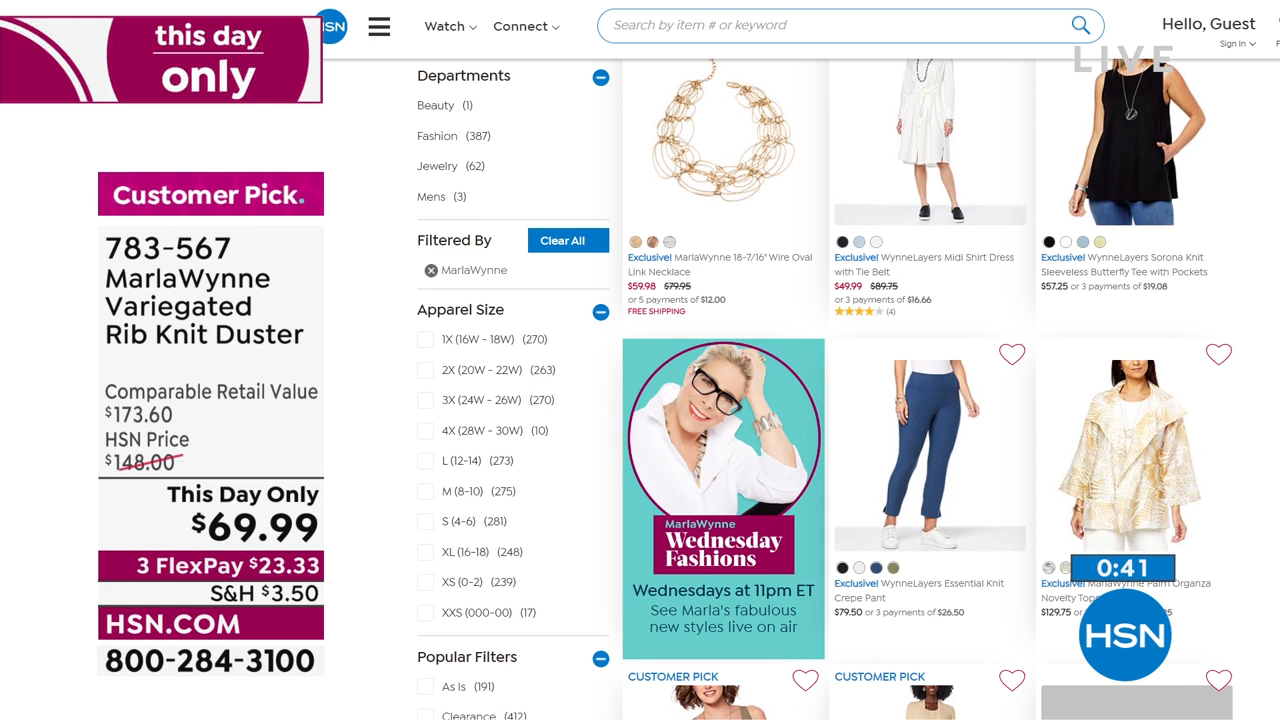 this day
only
HSN
Watch
Connect
Search by item # or keyword
Hello, Guest
Sign In
LIVE
Customer Pick.
783-567
MarlaWynne
Variegated
Rib Knit Duster
Comparable Retail Value
$173.60
HSN Price
$148.00
This Day Only
$69.99
3 FlexPay $23.33
S&H $3.50
HSN.COM
800-284-3100
Departments
Beauty (1)
Fashion (387)
Jewelry (62)
Mens (3)
Filtered By
Clear All
MarlaWynne
Apparel Size
1X (16W - 18W) (270)
2X (20W - 22W) (263)
3X (24W - 26W) (270)
4X (28W - 30W) (10)
L (12-14) (273)
M (8-10) (275)
S (4-6) (281)
XL (16-18) (248)
XS (0-2) (239)
XXS (000-00) (17)
Popular Filters
As Is (191)
Clearance (412)
Exclusive! MarlaWynne 18-7/16" Wire Oval
Link Necklace
$59.98 $79.95
or 5 payments of $12.00
FREE SHIPPING
Exclusive! WynneLayers Midi Shirt Dress
with Tie Belt
$49.99 $89.75
or 3 payments of $16.66
(4)
Exclusive! WynneLayers Sorona Knit
Sleeveless Butterfly Tee with Pockets
$57.25 or 3 payments of $19.08
MarlaWynne
Wednesday
Fashions
Wednesdays at 11pm ET
See Marla's fabulous
new styles live on air
Exclusive! WynneLayers Essential Knit
Crepe Pant
$79.50 or 3 payments of $26.50
0:41
Exclusive! MarlaWynne Palm Organza
Novelty
$129.75
HSN
CUSTOMER PICK
CUSTOMER PICK